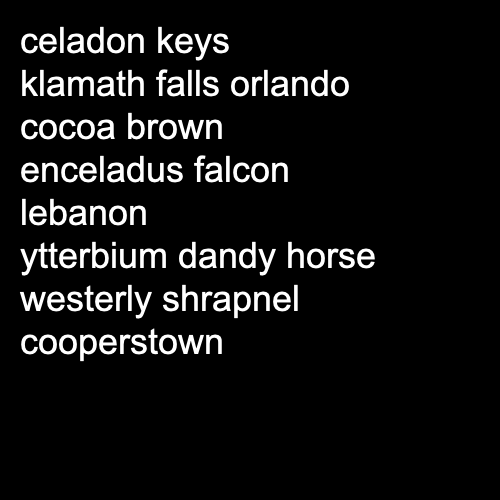 celadon keys
klamath falls orlando
cocoa brown
enceladus falcon
lebanon
ytterbium dandy horse
westerly shrapnel
cooperstown